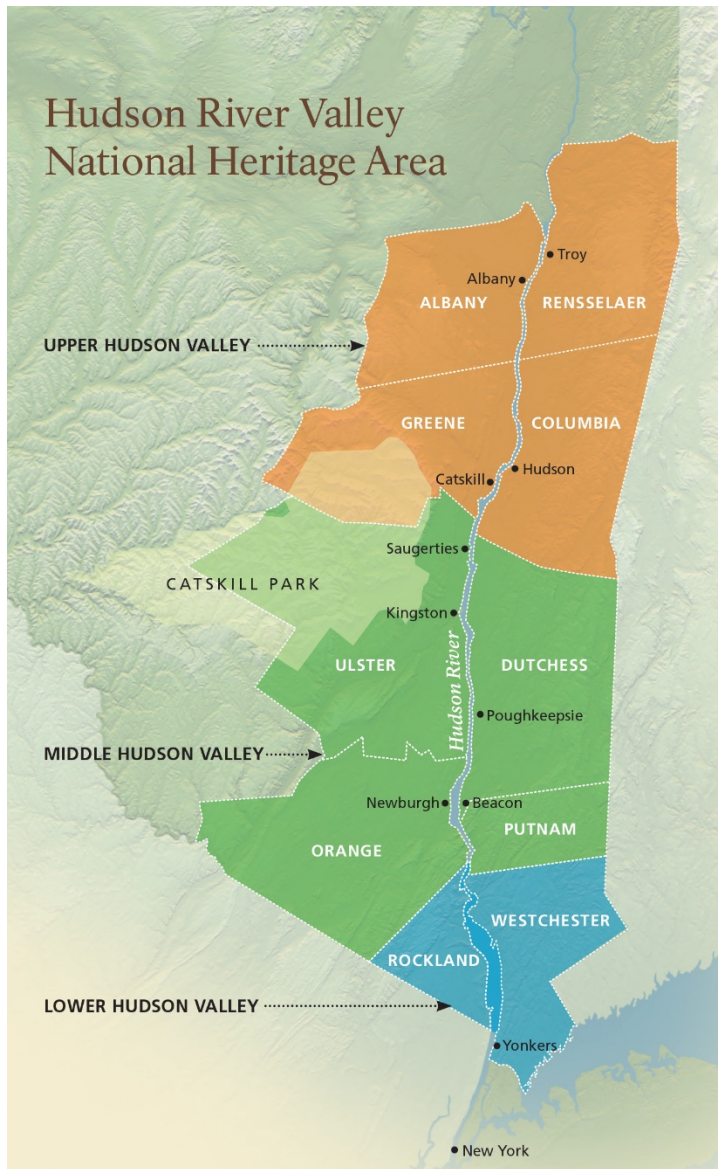 Hudson River Valley
National Heritage Area
Troy
Albany
ALBANY
RENSSELAER
UPPER HUDSON VALLEY
GREENE
COLUMBIA
Hudson
Catskill
Saugerties
CATSKILL PARK
Kingston
ULSTER
DUTCHESS
Hudson River
Poughkeepsie
MIDDLE HUDSON VALLEY
Newburgh
Beacon
PUTNAM
ORANGE
WESTCHESTER
ROCKLAND
LOWER HUDSON VALLEY
Yonkers
New York